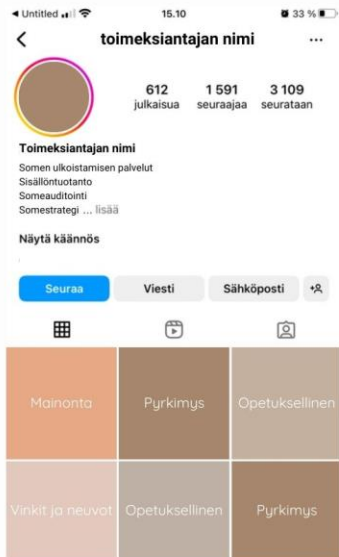 Untitled
15.10
33 %
toimeksiantajan nimi
612 1 591 3 109
julkaisua seuraajaa seurataan
Toimeksiantajan nimi
Somen ulkoistamisen palvelut
Sisällöntuotanto
Someauditointi
Somestrategi ... lisää
Näytä käännös
Seuraa Viesti Sähköposti
Mainonta Pyrkimys Opetuksellinen
Vinkit ja neuvot Opetuksellinen Pyrkimys